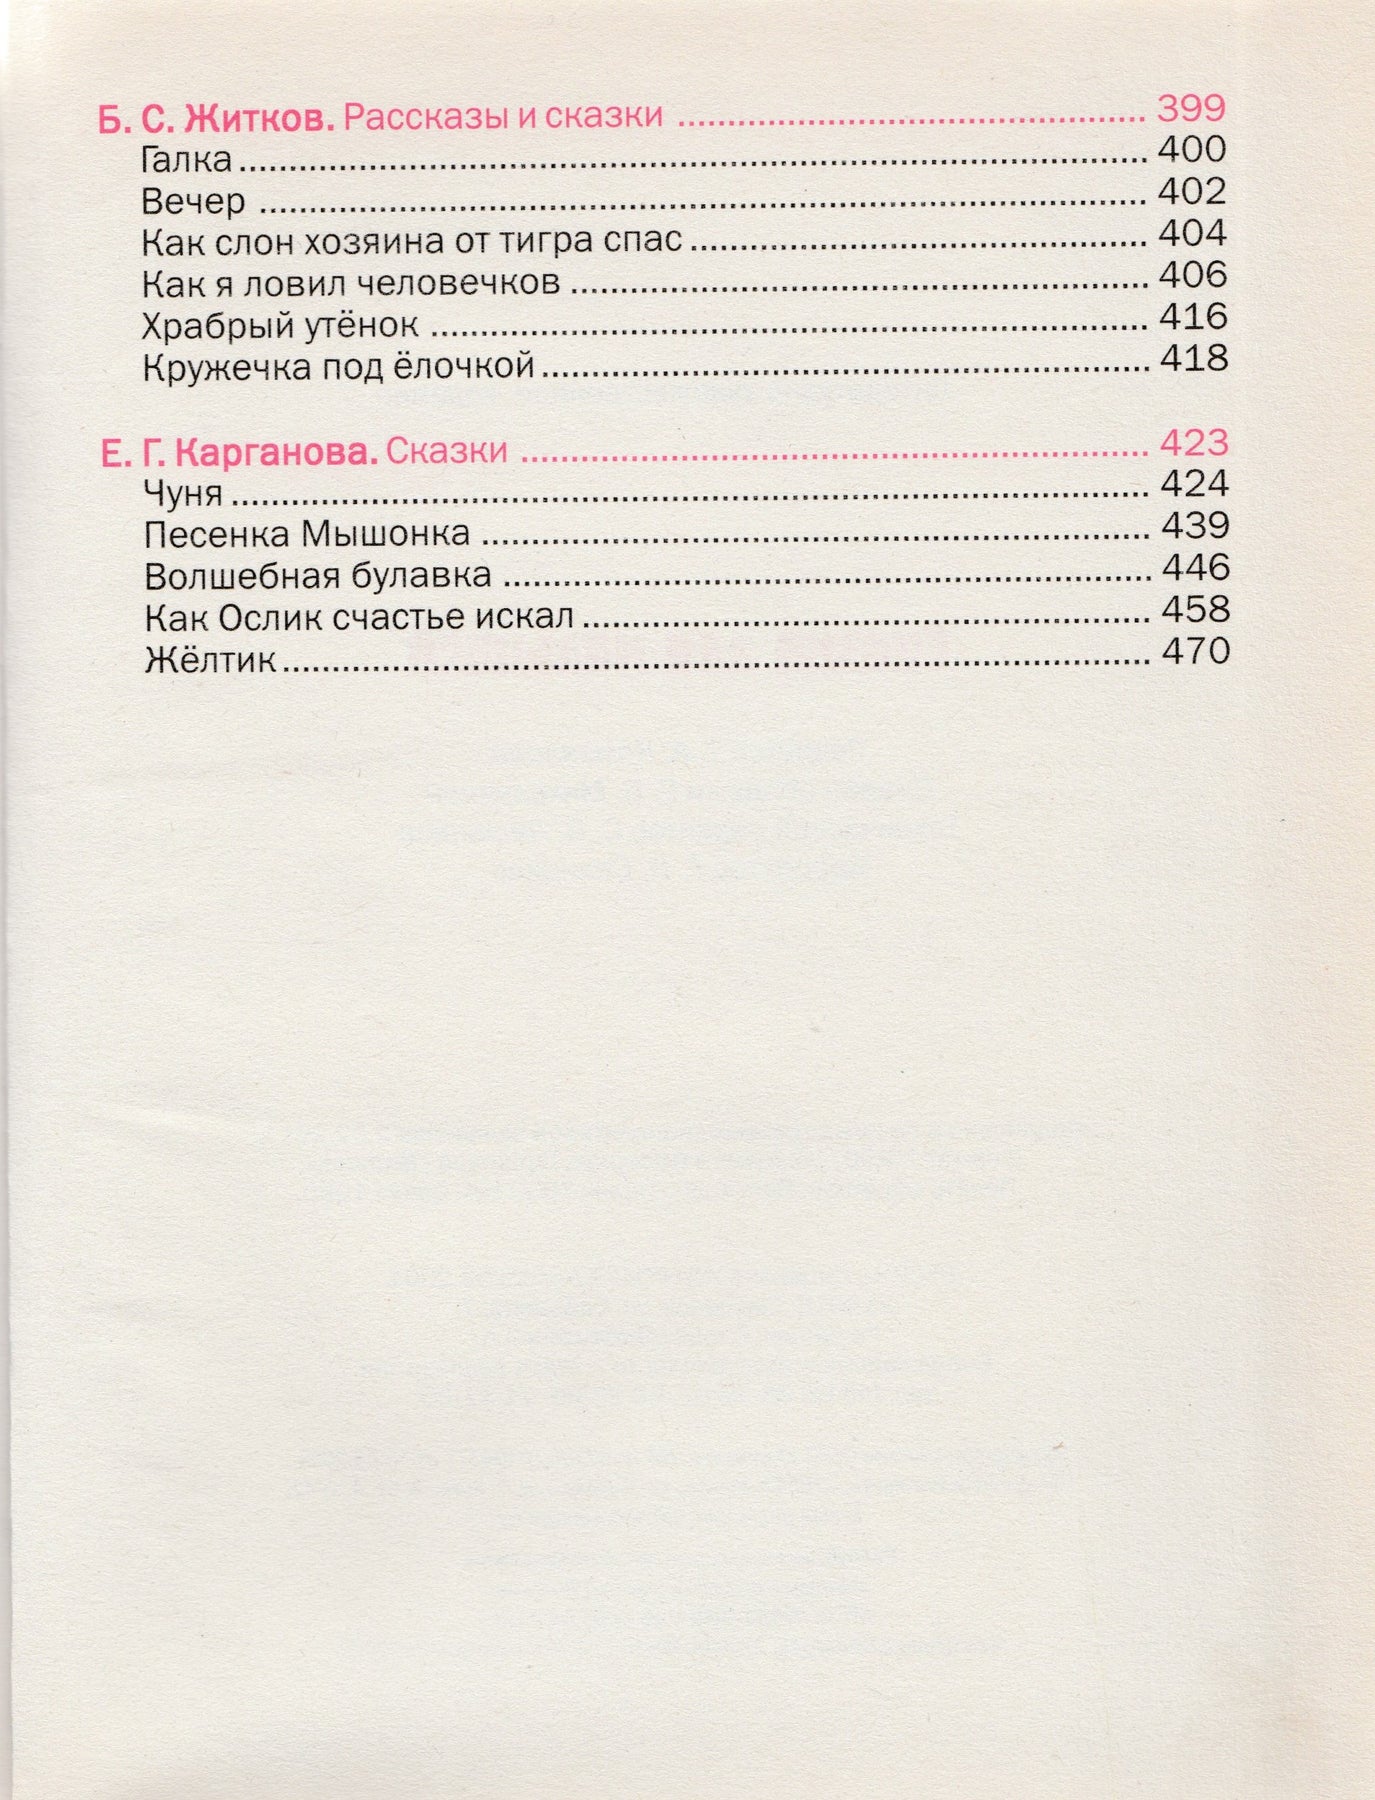 Б. С. Житков. Рассказы и сказки ........ 399
Галка ........ 400
Вечер ........ 402
Как слон хозяина от тигра спас ........ 404
Как я ловил человечков ........ 406
Храбрый утёнок ........ 416
Кружечка под ёлочкой ........ 418
Е. Г. Карганова. Сказки ........ 423
Чуня ........ 424
Песенка Мышонка ........ 439
Волшебная булавка ........ 446
Как Ослик счастье искал ........ 458
Жёлтик ........ 470